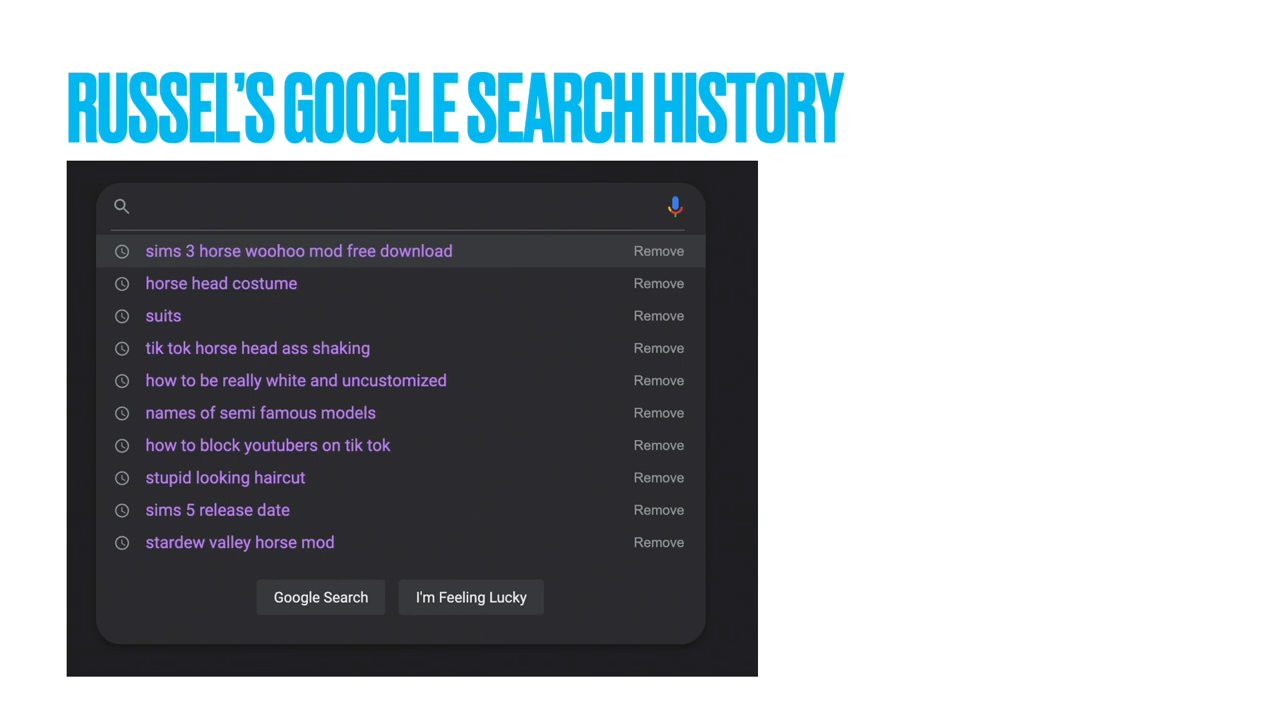 RUSSEL'S GOOGLE SEARCH HISTORY
sims 3 horse woohoo mod free download Remove
horse head costume Remove
suits Remove
tik tok horse head ass shaking Remove
how to be really white and uncustomized Remove
names of semi famous models Remove
how to block youtubers on tik tok Remove
stupid looking haircut Remove
sims 5 release date Remove
stardew valley horse mod Remove
Google Search I'm Feeling Lucky